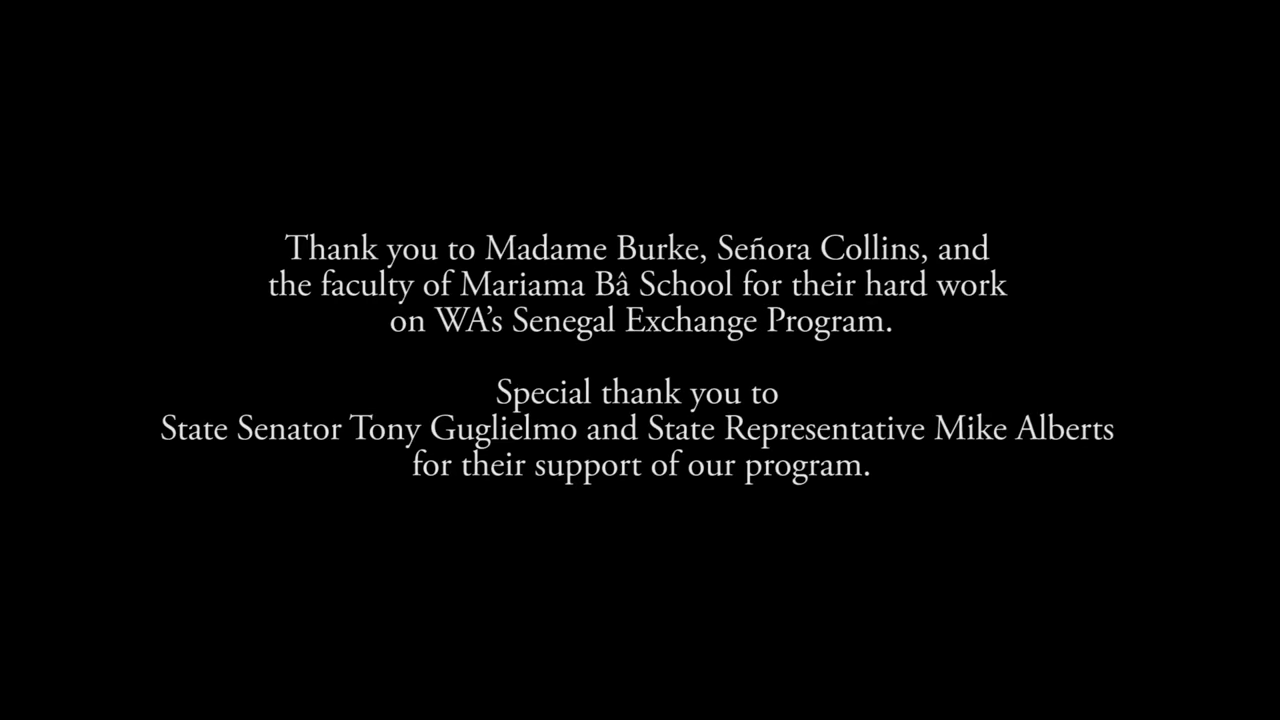 Thank you to Madame Burke, Señora Collins, and
the faculty of Mariama Bâ School for their hard work
on WA’s Senegal Exchange Program.
Special thank you to
State Senator Tony Guglielmo and State Representative Mike Alberts
for their support of our program.